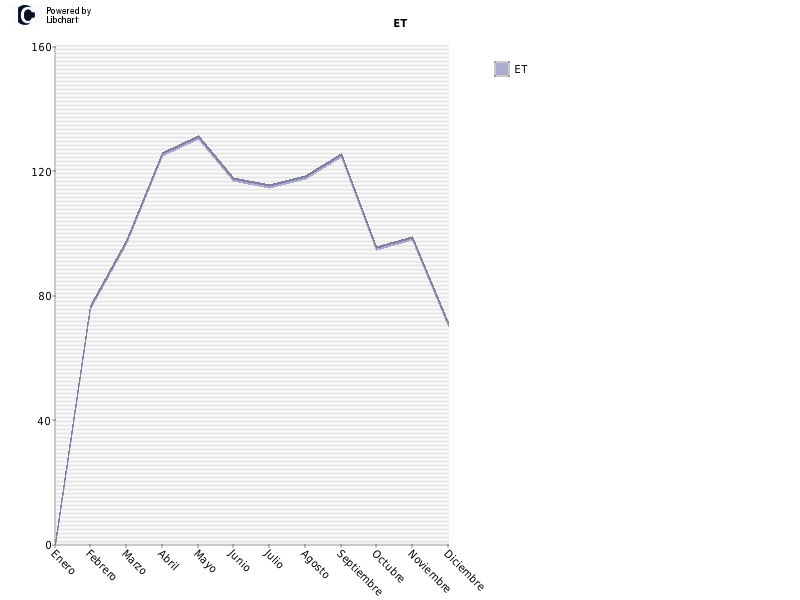 Powered by
Libchart
ET
ET
160
120
80
40
0
Enero
Febrero
Marzo
Abril
Mayo
Junio
Julio
Agosto
Septiembre
Octubre
Noviembre
Diciembre